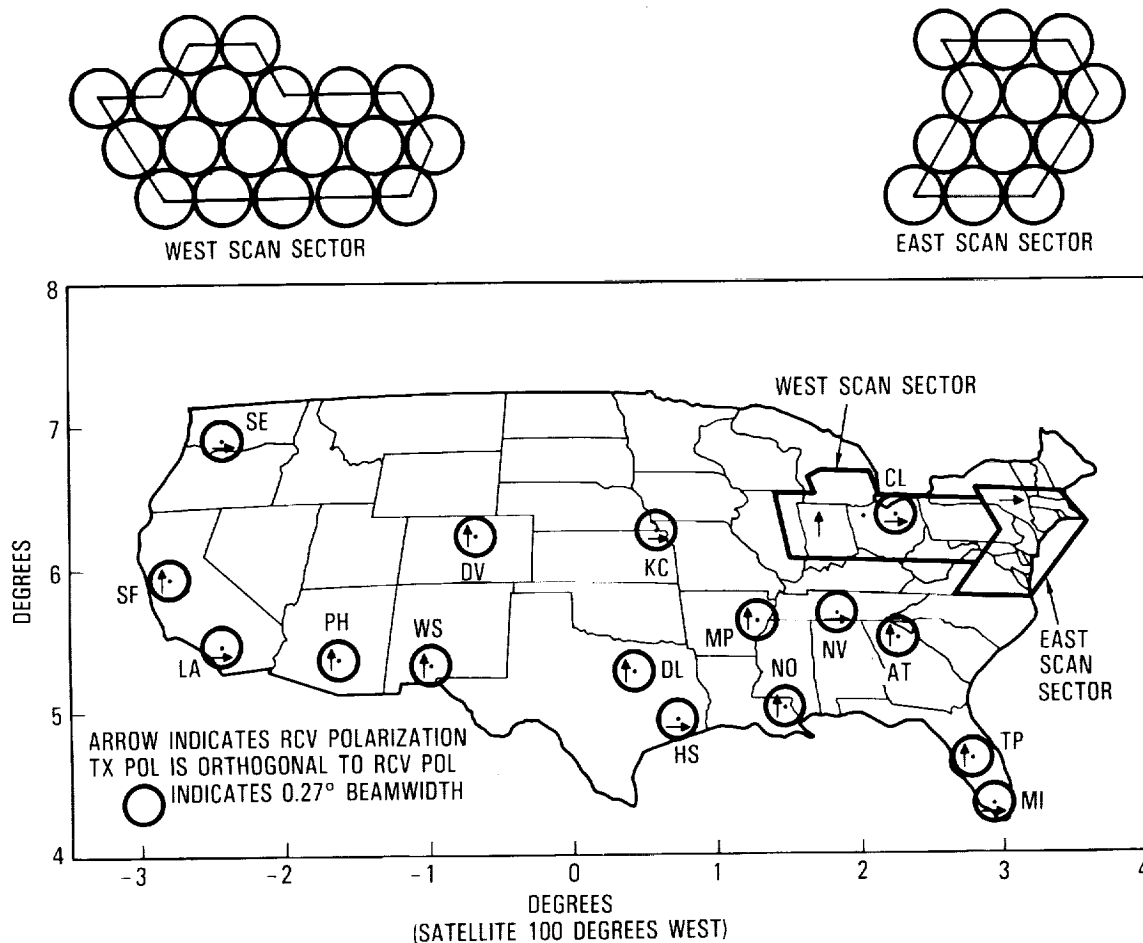 WEST SCAN SECTOR
EAST SCAN SECTOR
8
7
6
5
4
DEGREES
WEST SCAN SECTOR
SE
CL
SF
DV
KC
LA
PH
WS
MP
NV
AT
DL
NO
HS
TP
MI
EAST
SCAN
SECTOR
ARROW INDICATES RCV POLARIZATION
TX POL IS ORTHOGONAL TO RCV POL
INDICATES 0.27° BEAMWIDTH
-3 -2 -1 0 1 2 3 4
DEGREES
(SATELLITE 100 DEGREES WEST)